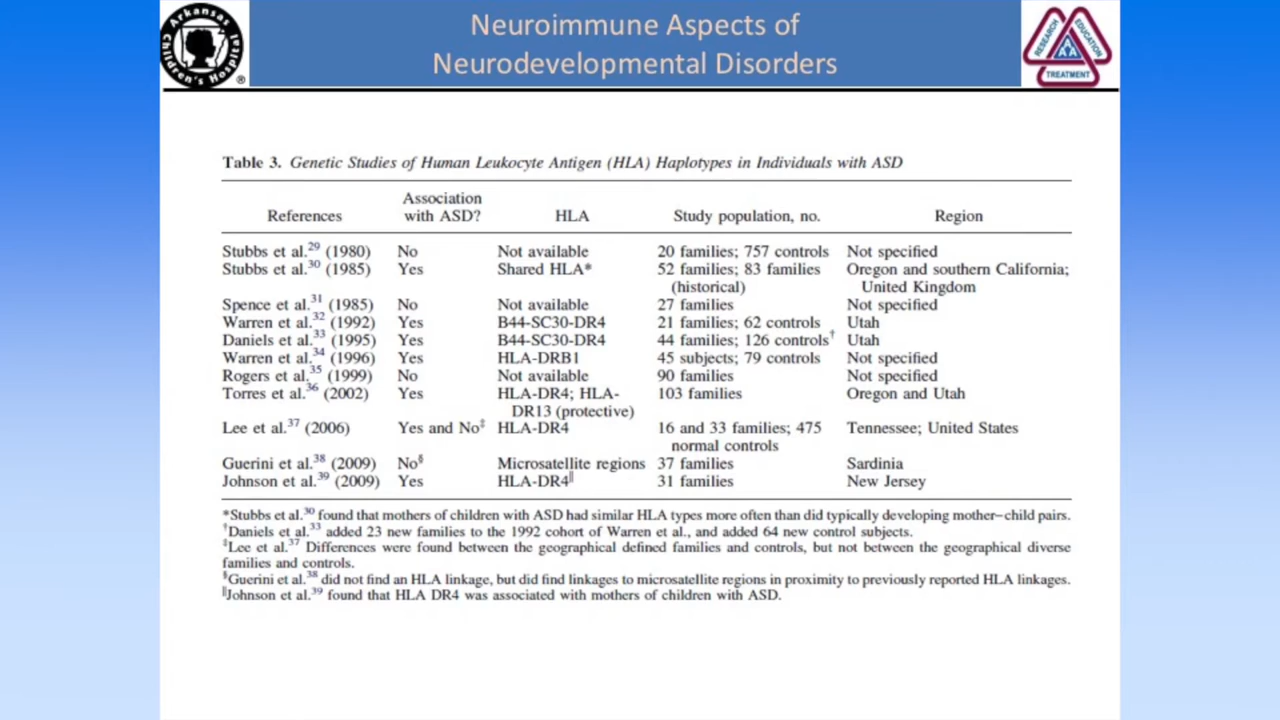 Arkansas
Children's Hospital
®
Neuroimmune Aspects of
Neurodevelopmental Disorders
RESEARCH
EDUCATION
TREATMENT
Table 3. Genetic Studies of Human Leukocyte Antigen (HLA) Haplotypes in Individuals with ASD
References Association with ASD? HLA Study population, no. Region
Stubbs et al.29 (1980) No Not available 20 families; 757 controls Not specified
Stubbs et al.30 (1985) Yes Shared HLA* 52 families; 83 families Oregon and southern California;
(historical) United Kingdom
Spence et al.31 (1985) No Not available 27 families Not specified
Warren et al.32 (1992) Yes B44-SC30-DR4 21 families; 62 controls Utah
Daniels et al.33 (1995) Yes B44-SC30-DR4 44 families; 126 controls† Utah
Warren et al.34 (1996) Yes HLA-DRB1 45 subjects; 79 controls Not specified
Rogers et al.35 (1999) No Not available 90 families Not specified
Torres et al.36 (2002) Yes HLA-DR4; HLA- 103 families Oregon and Utah
DR13 (protective)
Lee et al.37 (2006) Yes and No‡ HLA-DR4 16 and 33 families; 475 Tennessee; United States
normal controls
Guerini et al.38 (2009) No§ Microsatellite regions 37 families Sardinia
Johnson et al.39 (2009) Yes HLA-DR4‖ 31 families New Jersey
*Stubbs et al.30 found that mothers of children with ASD had similar HLA types more often than did typically developing mother–child pairs.
†Daniels et al.33 added 23 new families to the 1992 cohort of Warren et al., and added 64 new control subjects.
‡Lee et al.37 Differences were found between the geographical defined families and controls, but not between the geographical diverse
families and controls.
§Guerini et al.38 did not find an HLA linkage, but did find linkages to microsatellite regions in proximity to previously reported HLA linkages.
‖Johnson et al.39 found that HLA DR4 was associated with mothers of children with ASD.